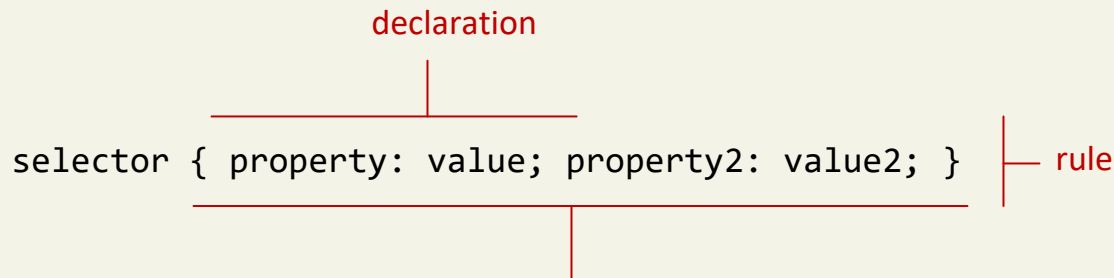 declaration
selector { property: value; property2: value2; }
rule